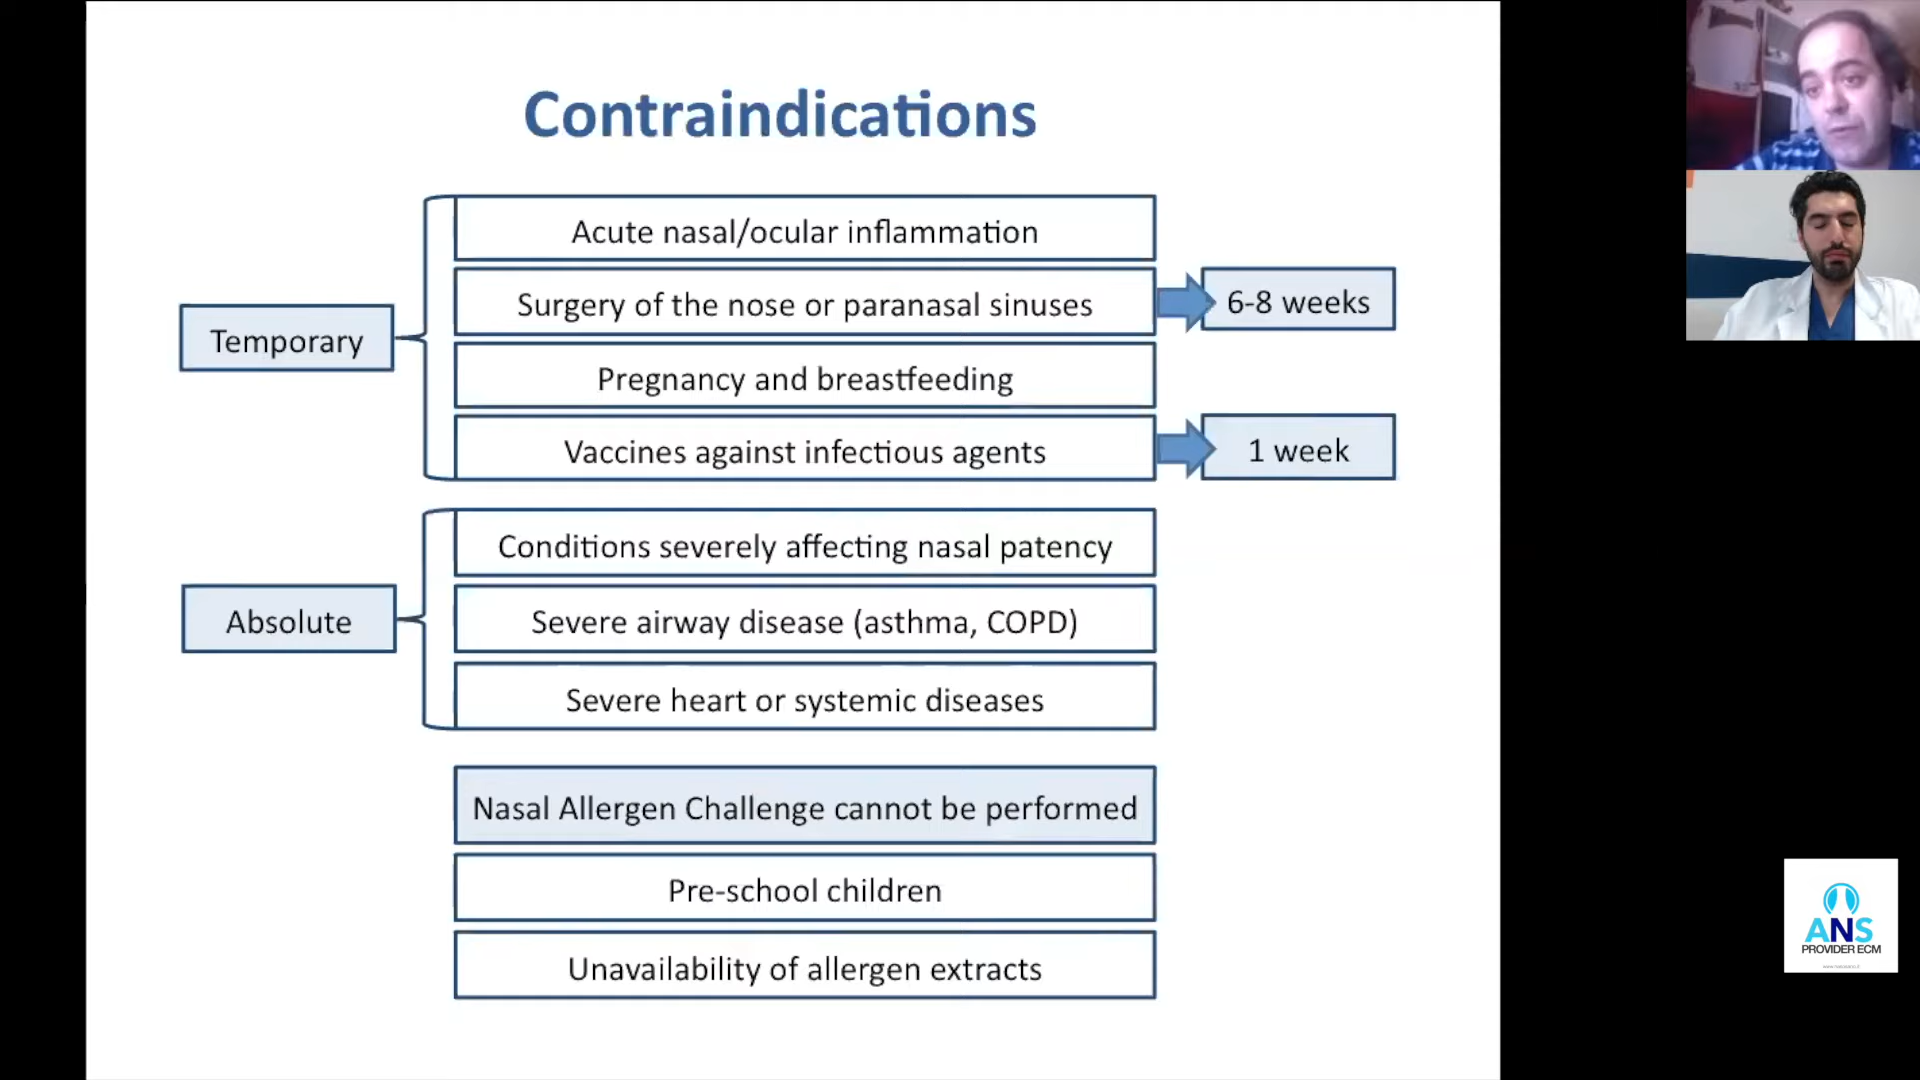 Contraindications
Temporary
Acute nasal/ocular inflammation
Surgery of the nose or paranasal sinuses
6-8 weeks
Pregnancy and breastfeeding
Vaccines against infectious agents
1 week
Absolute
Conditions severely affecting nasal patency
Severe airway disease (asthma, COPD)
Severe heart or systemic diseases
Nasal Allergen Challenge cannot be performed
Pre-school children
Unavailability of allergen extracts
ANS
PROVIDER ECM